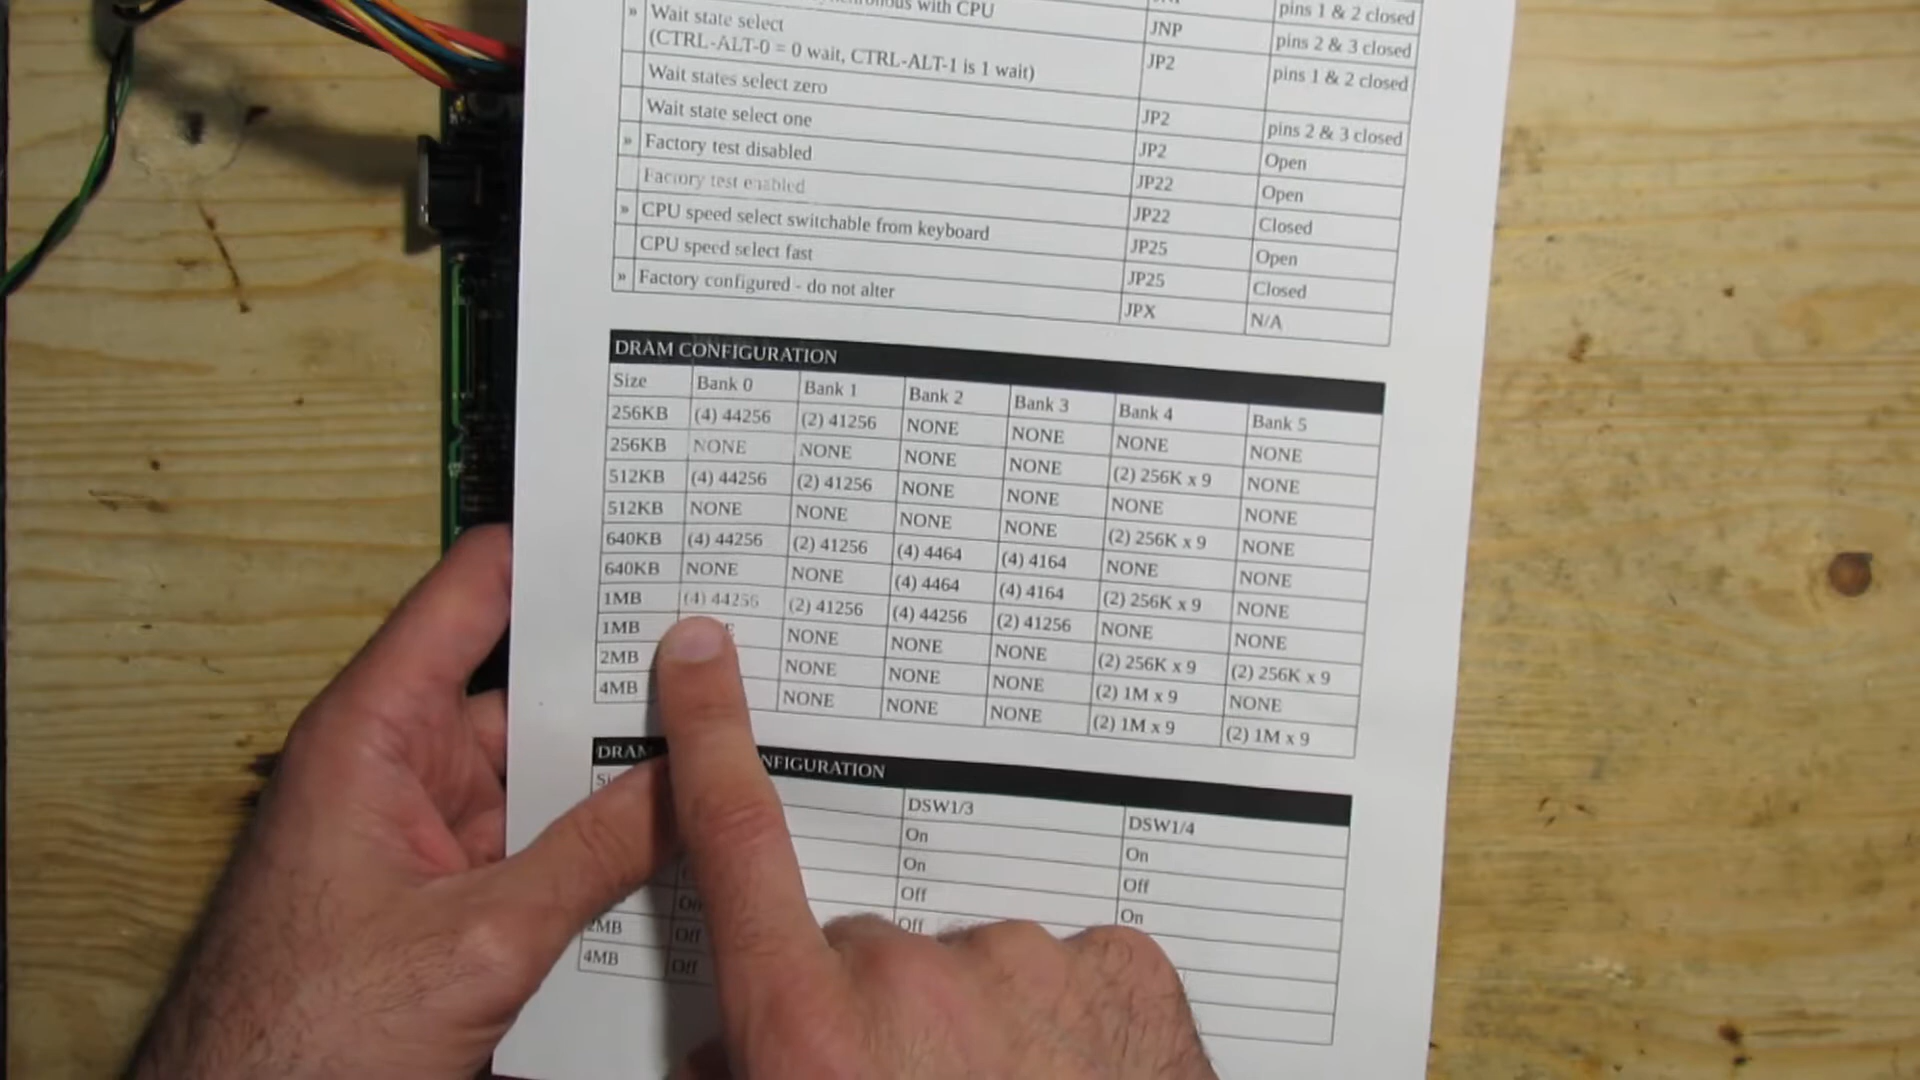 with CPU JNP pins 1 & 2 closed
» Wait state select JNP pins 2 & 3 closed
(CTRL-ALT-0 = 0 wait, CTRL-ALT-1 is 1 wait) JP2 pins 1 & 2 closed
Wait states select zero JP2 pins 2 & 3 closed
Wait state select one JP2 Open
» Factory test disabled JP22 Open
Factory test enabled JP22 Closed
» CPU speed select switchable from keyboard JP25 Open
CPU speed select fast JP25 Closed
» Factory configured - do not alter JPX N/A
DRAM CONFIGURATION
Size Bank 0 Bank 1 Bank 2 Bank 3 Bank 4 Bank 5
256KB (4) 44256 (2) 41256 NONE NONE NONE NONE
256KB NONE NONE NONE NONE (2) 256K x 9 NONE
512KB (4) 44256 (2) 41256 NONE NONE NONE NONE
512KB NONE NONE NONE NONE (2) 256K x 9 NONE
640KB (4) 44256 (2) 41256 (4) 4464 (4) 4164 NONE NONE
640KB NONE NONE (4) 4464 (4) 4164 (2) 256K x 9 NONE
1MB (4) 44256 (2) 41256 (4) 44256 (2) 41256 NONE NONE
1MB NONE NONE NONE (2) 256K x 9 (2) 256K x 9
2MB NONE NONE NONE (2) 1M x 9 NONE
4MB NONE NONE NONE (2) 1M x 9 (2) 1M x 9
DRAM NFIGURATION
DSW1/3 DSW1/4
On On
On Off
Off On
On Off
2MB Off
4MB Off